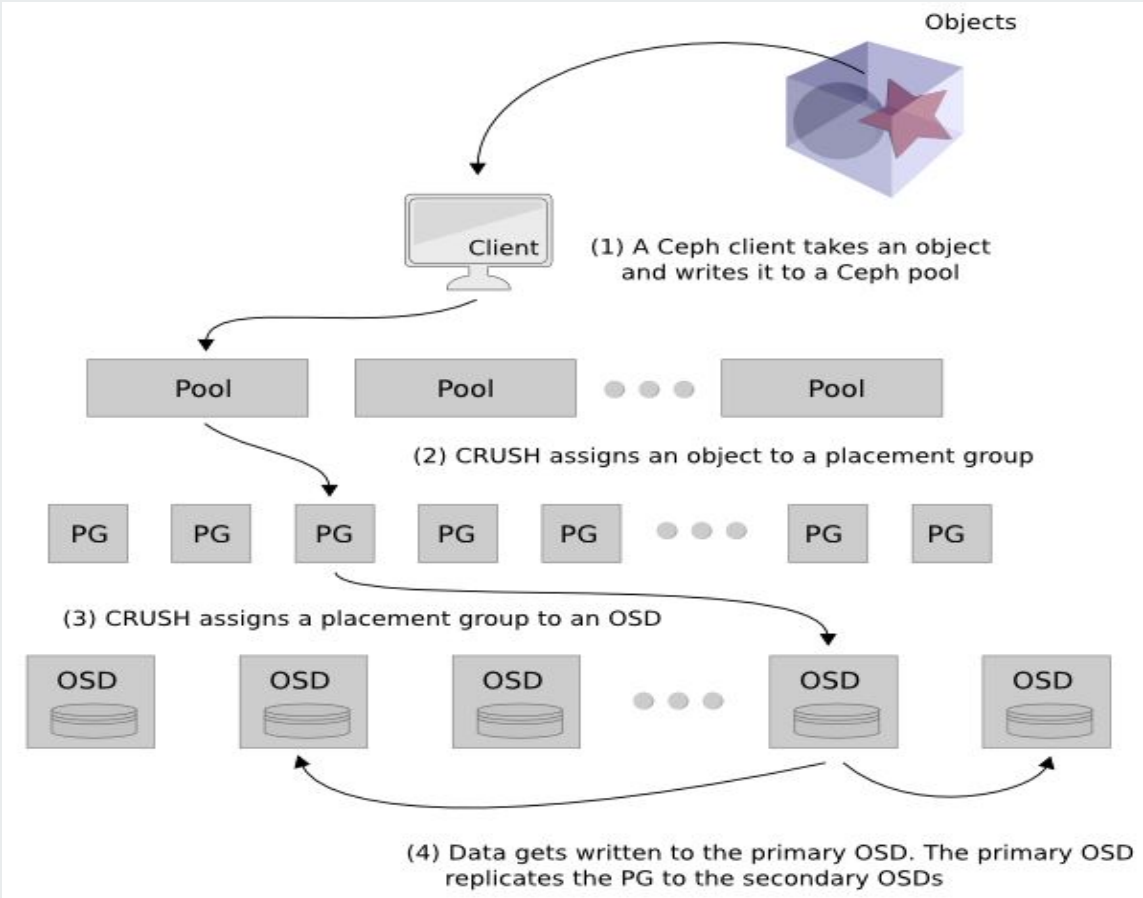 Objects
Client
(1) A Ceph client takes an object
and writes it to a Ceph pool
Pool Pool Pool
(2) CRUSH assigns an object to a placement group
PG PG PG PG PG PG PG
(3) CRUSH assigns a placement group to an OSD
OSD OSD OSD OSD OSD
(4) Data gets written to the primary OSD. The primary OSD
replicates the PG to the secondary OSDs